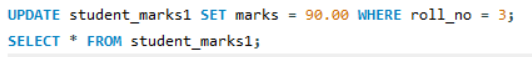 UPDATE student_marks1 SET marks = 90.00 WHERE roll_no = 3;
SELECT * FROM student_marks1;